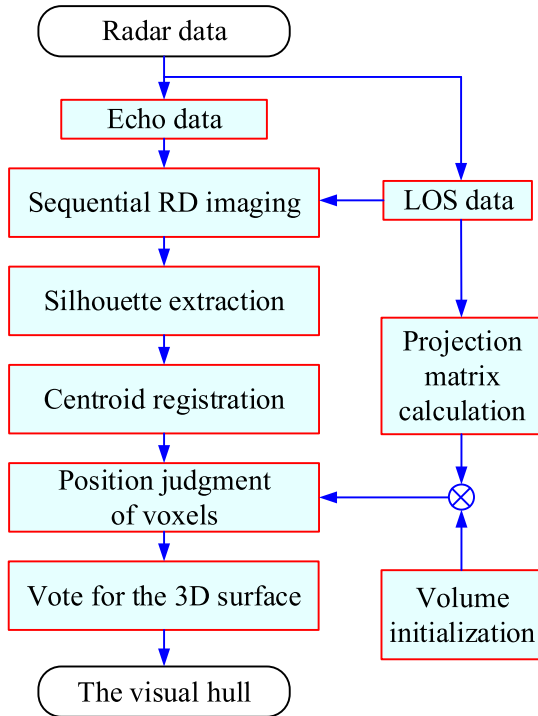 Radar data
Echo data
Sequential RD imaging
LOS data
Silhouette extraction
Projection
matrix
calculation
Centroid registration
Position judgment
of voxels
Vote for the 3D surface
Volume
initialization
The visual hull